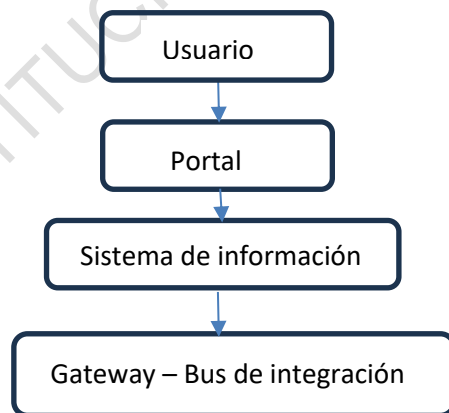 Usuario
Portal
Sistema de información
Gateway – Bus de integración